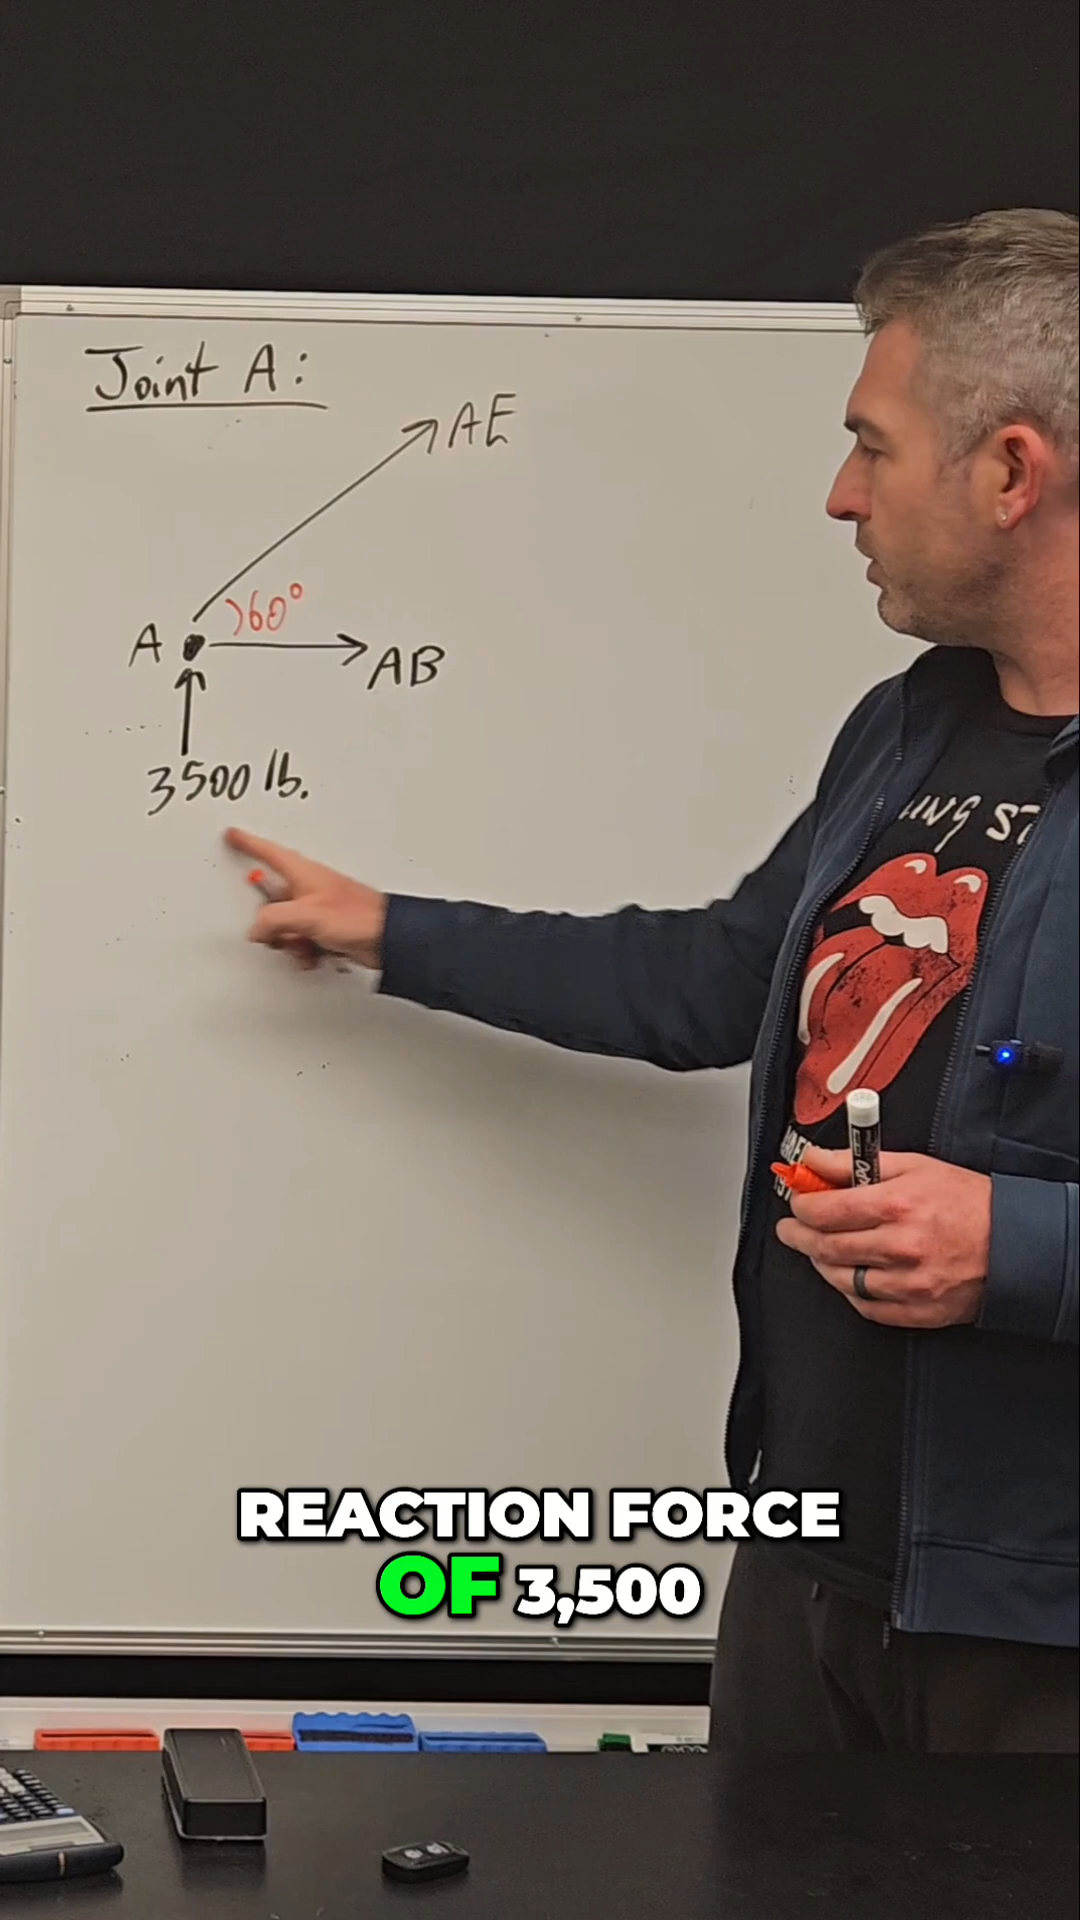 Joint A:
AE
60°
A
AB
3500 lb.
REACTION FORCE
OF 3,500